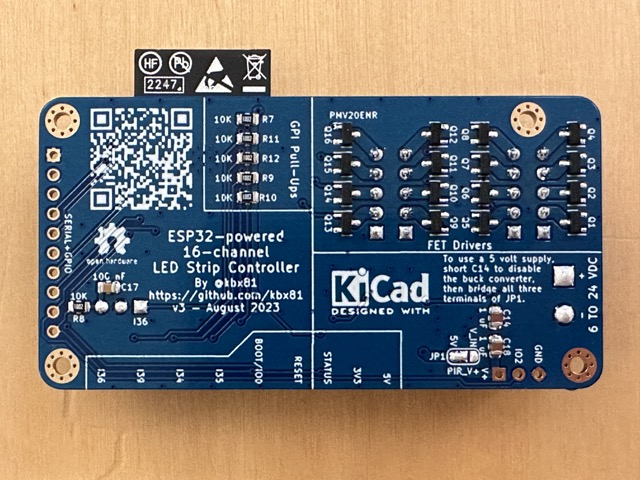 HF Pb
2247
10K R7
10K R11
10K R12
10K R9
10K R10
GPI Pull-Ups
PMV20ENR
Q16
Q15
Q14
Q13
Q12
Q11
Q10
Q9
Q8
Q7
Q6
Q5
Q4
Q3
Q2
Q1
FET Drivers
SERIAL+GPIO
open hardware
100 nF
C17
10K
R8
I36
ESP32-powered
16-channel
LED Strip Controller
By @kbx81
https://github.com/kbx81
v3 - August 2023
KiCad
DESIGNED WITH
To use a 5 volt supply,
short C14 to disable
the buck converter,
then bridge all three
terminals of JP1.
+
-
6 TO 24 VDC
C14
1 uF
C18
1 uF
V_IN
5V
JP1
PIR_V+
V+
IO2
GND
I36
I39
I34
I35
BOOT/IO0
RESET
STATUS
3V3
5V